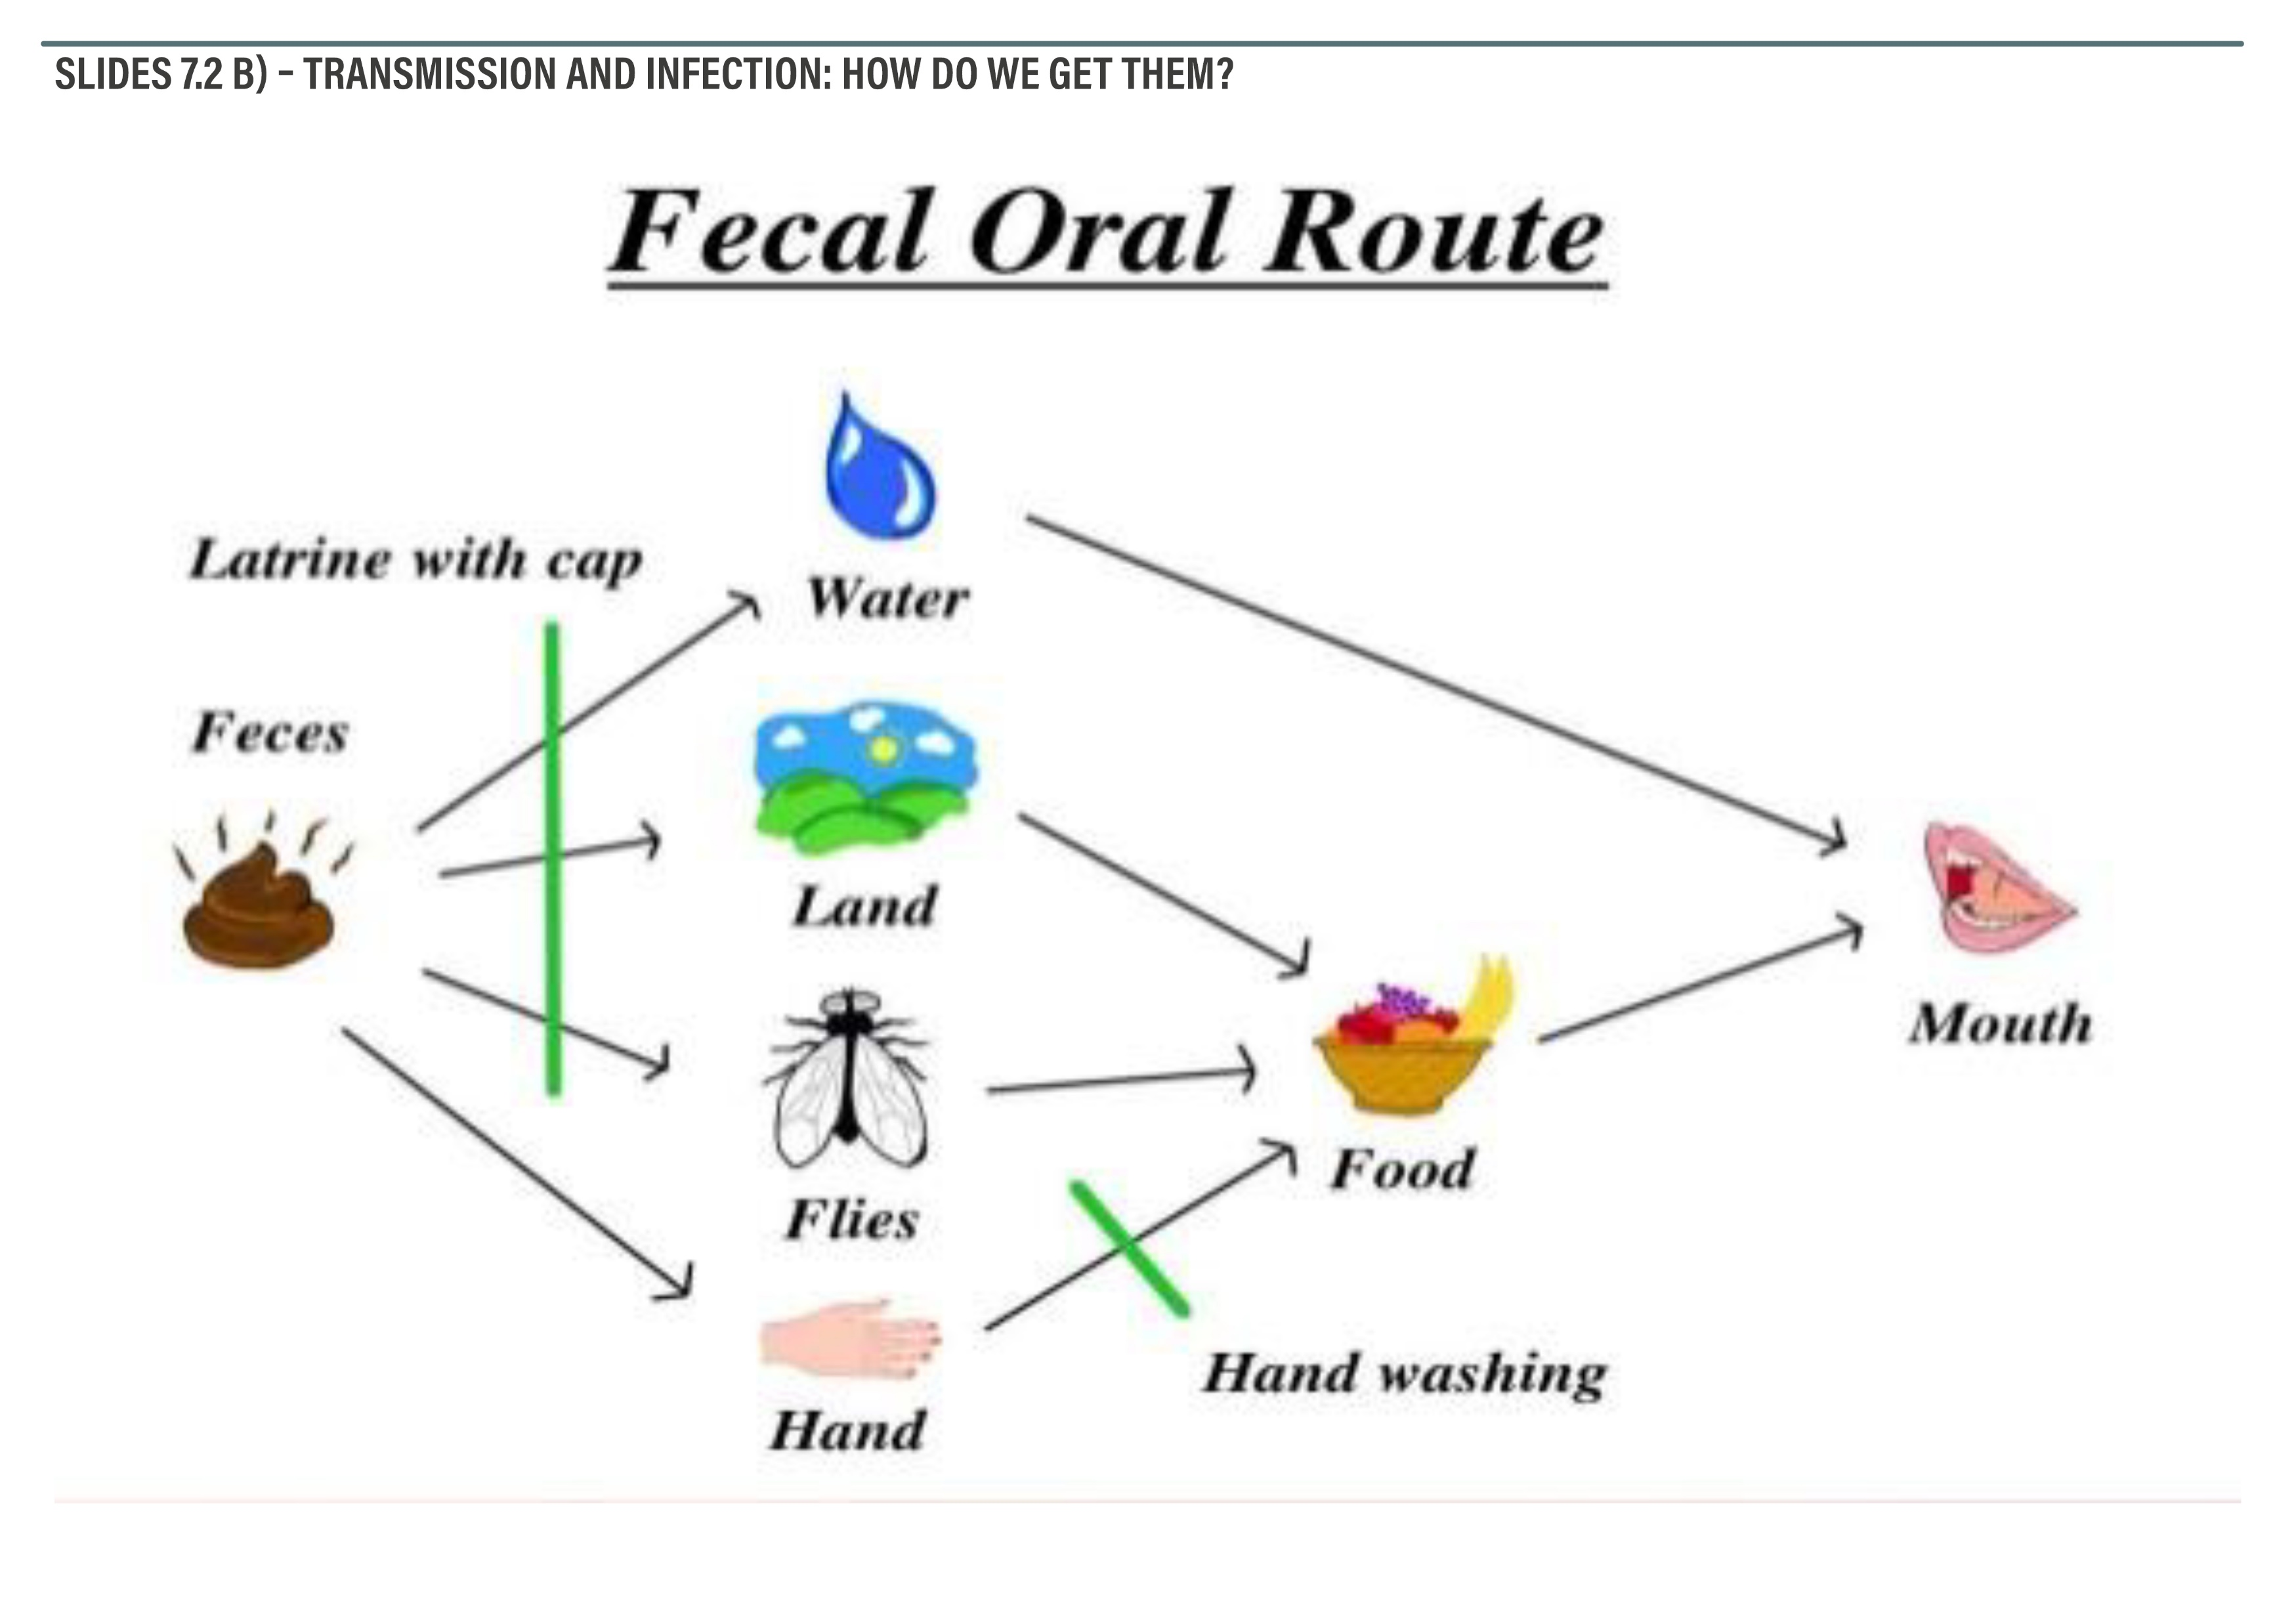 SLIDES 7.2 B) – TRANSMISSION AND INFECTION: HOW DO WE GET THEM?
Fecal Oral Route
Latrine with cap
Water
Feces
Land
Mouth
Food
Flies
Hand washing
Hand